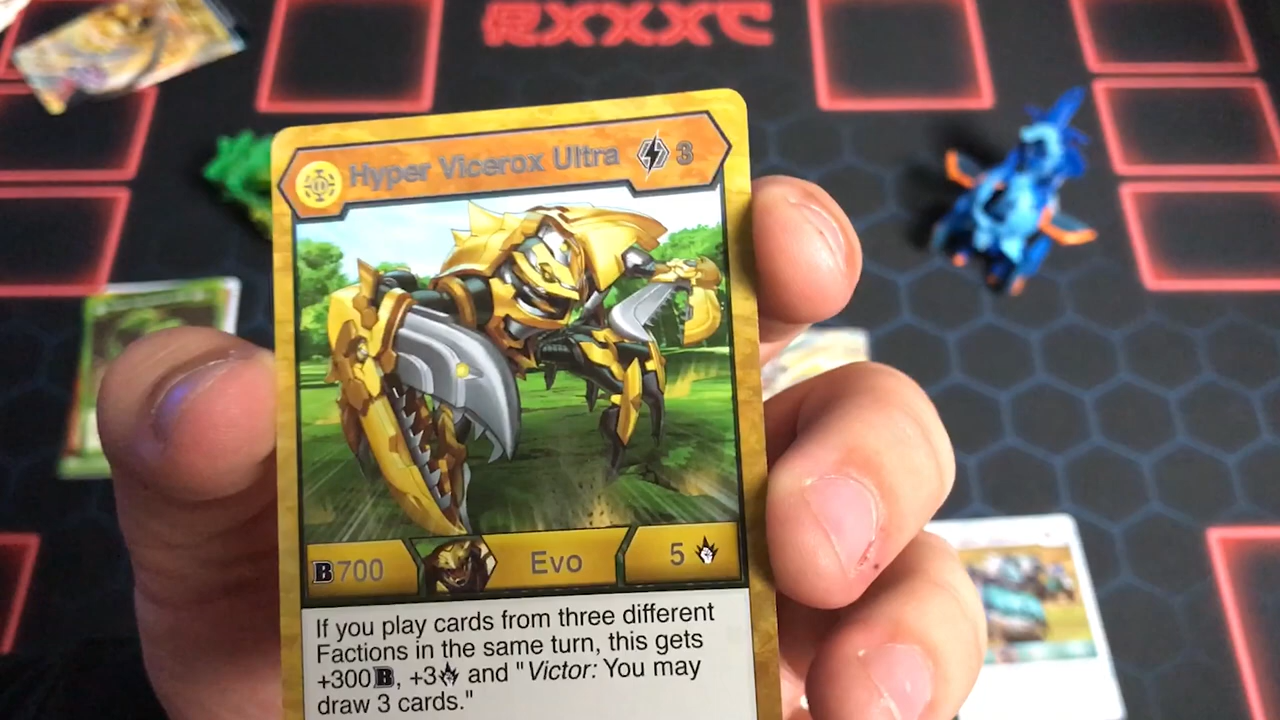 Hyper Vicerox Ultra 3
B700 Evo 5
If you play cards from three different
Factions in the same turn, this gets
+300B, +3 and "Victor: You may
draw 3 cards."